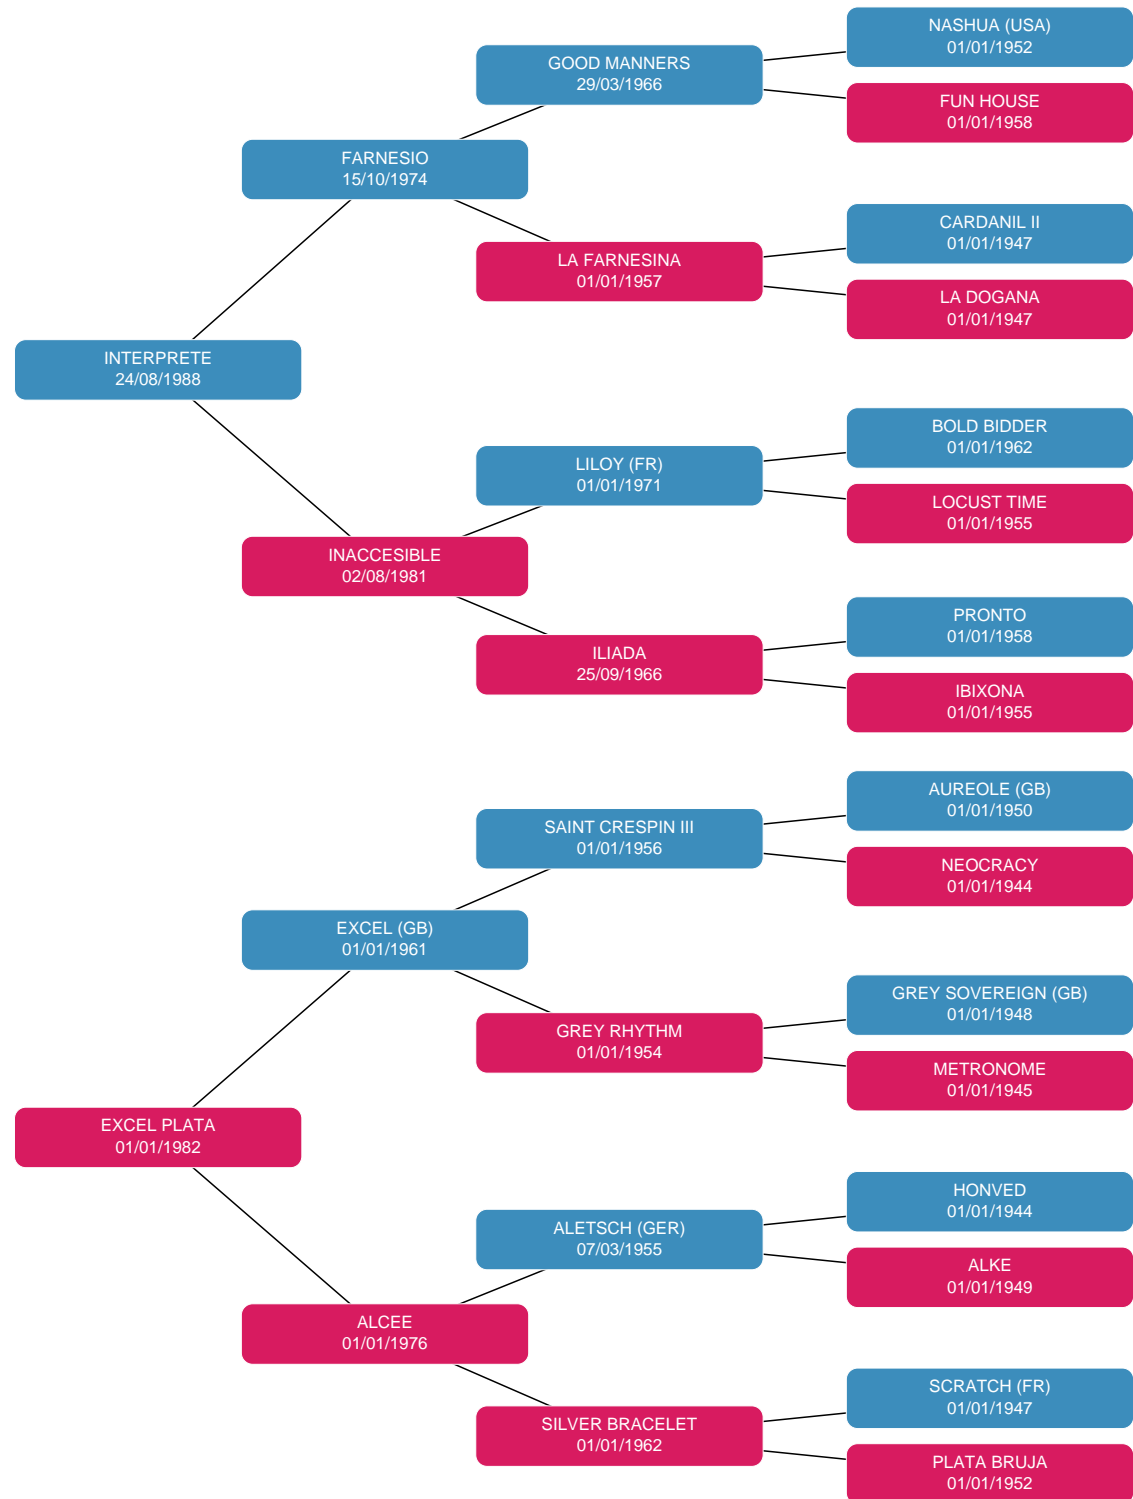 NASHUA (USA)
01/01/1952
GOOD MANNERS
29/03/1966
FUN HOUSE
01/01/1958
FARNESIO
15/10/1974
CARDANIL II
01/01/1947
LA FARNESINA
01/01/1957
LA DOGANA
01/01/1947
INTERPRETE
24/08/1988
BOLD BIDDER
01/01/1962
LILOY (FR)
01/01/1971
LOCUST TIME
01/01/1955
INACCESIBLE
02/08/1981
PRONTO
01/01/1958
ILIADA
25/09/1966
IBIXONA
01/01/1955
AUREOLE (GB)
01/01/1950
SAINT CRESPIN III
01/01/1956
NEOCRACY
01/01/1944
EXCEL (GB)
01/01/1961
GREY SOVEREIGN (GB)
01/01/1948
GREY RHYTHM
01/01/1954
METRONOME
01/01/1945
EXCEL PLATA
01/01/1982
HONVED
01/01/1944
ALETSCH (GER)
07/03/1955
ALKE
01/01/1949
ALCEE
01/01/1976
SCRATCH (FR)
01/01/1947
SILVER BRACELET
01/01/1962
PLATA BRUJA
01/01/1952